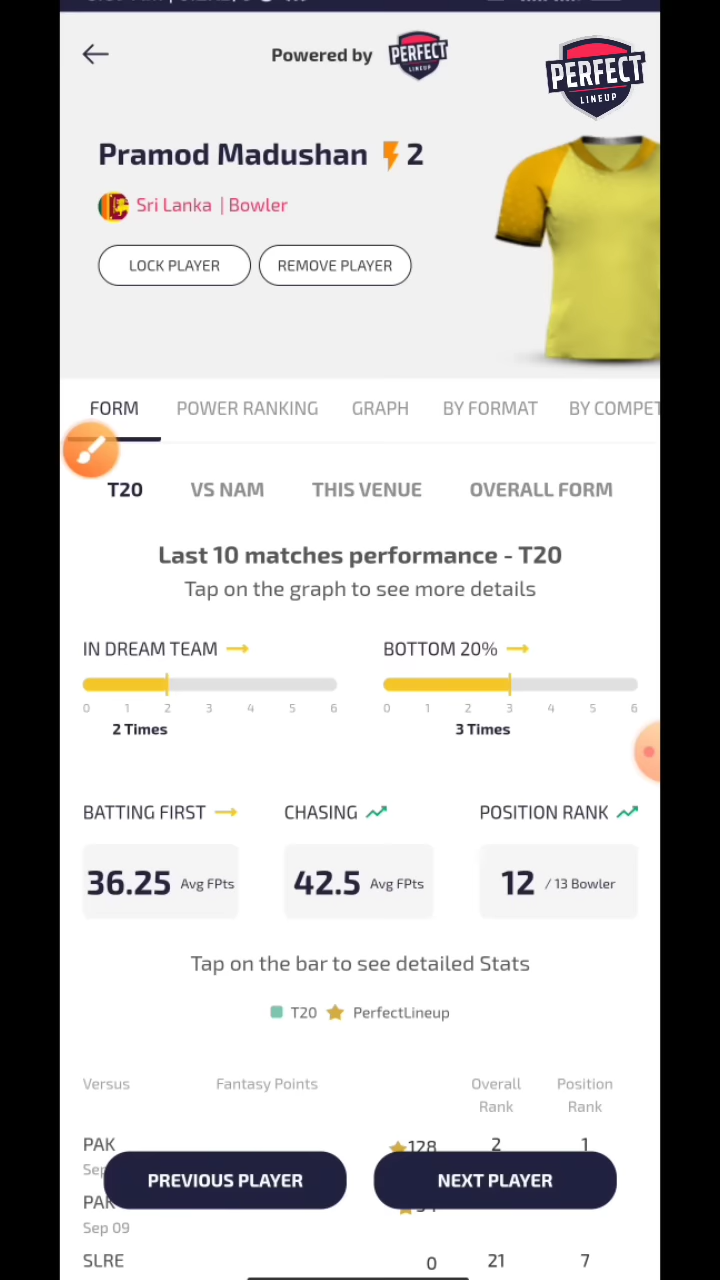 Powered by PERFECT LINEUP
PERFECT
LINEUP
Pramod Madushan 2
Sri Lanka | Bowler
LOCK PLAYER REMOVE PLAYER
FORM POWER RANKING GRAPH BY FORMAT BY COMPET
T20 VS NAM THIS VENUE OVERALL FORM
Last 10 matches performance - T20
Tap on the graph to see more details
IN DREAM TEAM BOTTOM 20%
0 1 2 3 4 5 6 0 1 2 3 4 5 6
2 Times 3 Times
BATTING FIRST CHASING POSITION RANK
36.25 Avg FPts 42.5 Avg FPts 12 / 13 Bowler
Tap on the bar to see detailed Stats
T20 PerfectLineup
Versus Fantasy Points Overall Rank Position Rank
PAK 128 2 1
Sep
PREVIOUS PLAYER NEXT PLAYER
PAK
Sep 09
SLRE 0 21 7